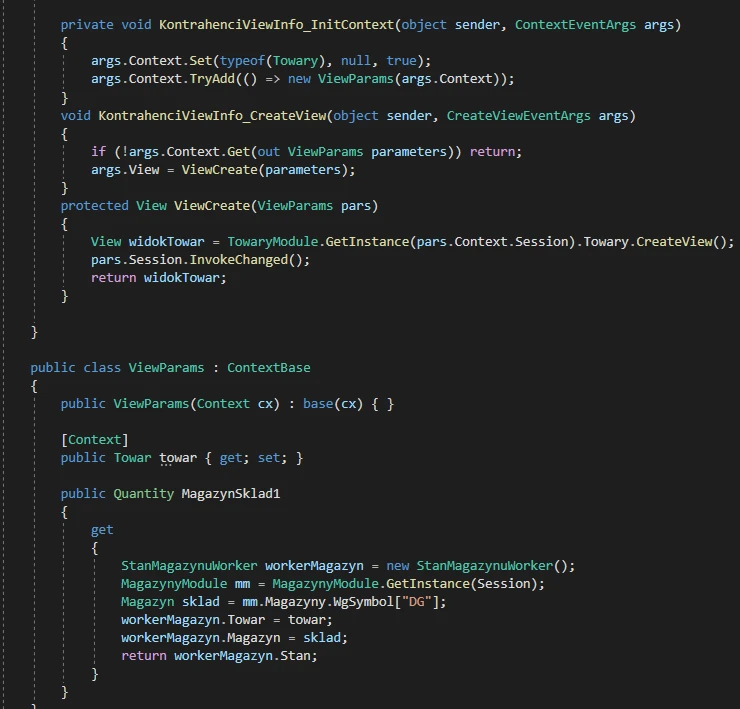 private void KontrahenciViewInfo_InitContext(object sender, ContextEventArgs args)
{
args.Context.Set(typeof(Towary), null, true);
args.Context.TryAdd(() => new ViewParams(args.Context));
}
void KontrahenciViewInfo_CreateView(object sender, CreateViewEventArgs args)
{
if (!args.Context.Get(out ViewParams parameters)) return;
args.View = ViewCreate(parameters);
}
protected View ViewCreate(ViewParams pars)
{
View widokTowar = TowaryModule.GetInstance(pars.Context.Session).Towary.CreateView();
pars.Session.InvokeChanged();
return widokTowar;
}
}
public class ViewParams : ContextBase
{
public ViewParams(Context cx) : base(cx) { }
[Context]
public Towar towar { get; set; }
public Quantity MagazynSklad1
{
get
{
StanMagazynuWorker workerMagazyn = new StanMagazynuWorker();
MagazynyModule mm = MagazynyModule.GetInstance(Session);
Magazyn sklad = mm.Magazyny.WgSymbol["DG"];
workerMagazyn.Towar = towar;
workerMagazyn.Magazyn = sklad;
return workerMagazyn.Stan;
}
}
}